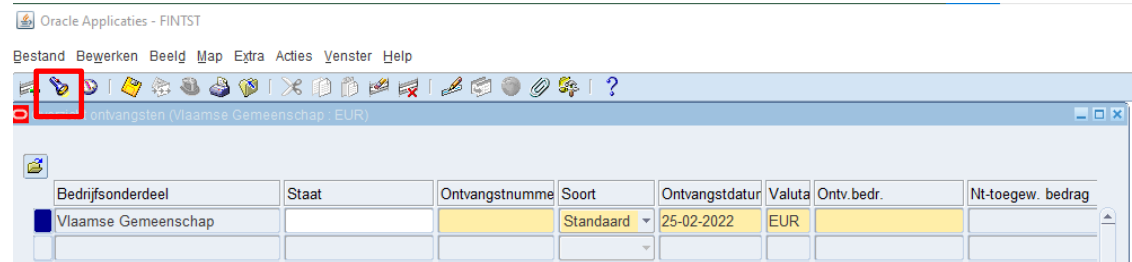 Oracle Applicaties - FINTST
Bestand Bewerken Beeld Map Extra Acties Venster Help
ontvangsten (Vlaamse Gemeenschap : EUR)
Bedrijfsonderdeel Staat Ontvangstnumme Soort Ontvangstdatur Valuta Ontv.bedr. Nt-toegew. bedrag
Vlaamse Gemeenschap Standaard 25-02-2022 EUR